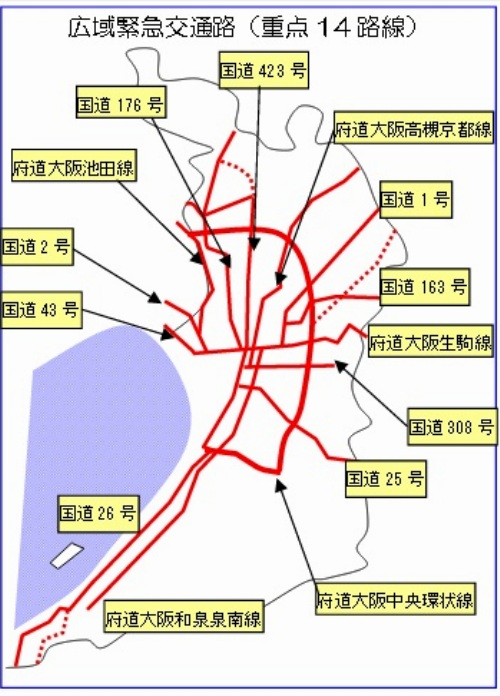 広域緊急交通路（重点14路線）
国道423号
国道176号
府道大阪高槻京都線
府道大阪池田線
国道1号
国道2号
国道163号
国道43号
府道大阪生駒線
国道308号
国道25号
国道26号
府道大阪中央環状線
府道大阪和泉泉南線